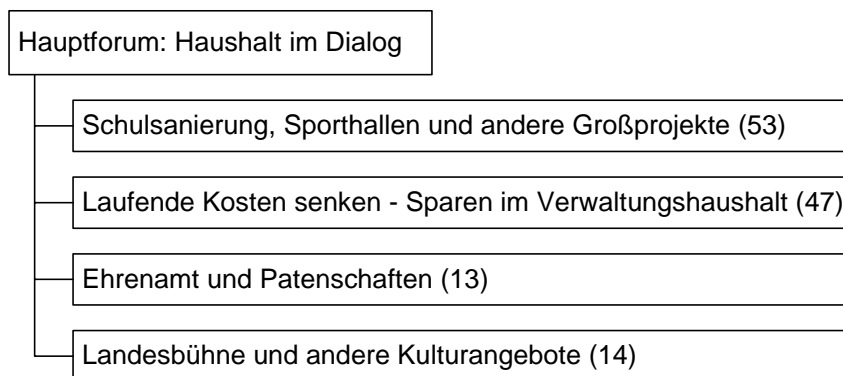 Hauptforum: Haushalt im Dialog
Schulsanierung, Sporthallen und andere Großprojekte (53)
Laufende Kosten senken - Sparen im Verwaltungshaushalt (47)
Ehrenamt und Patenschaften (13)
Landesbühne und andere Kulturangebote (14)